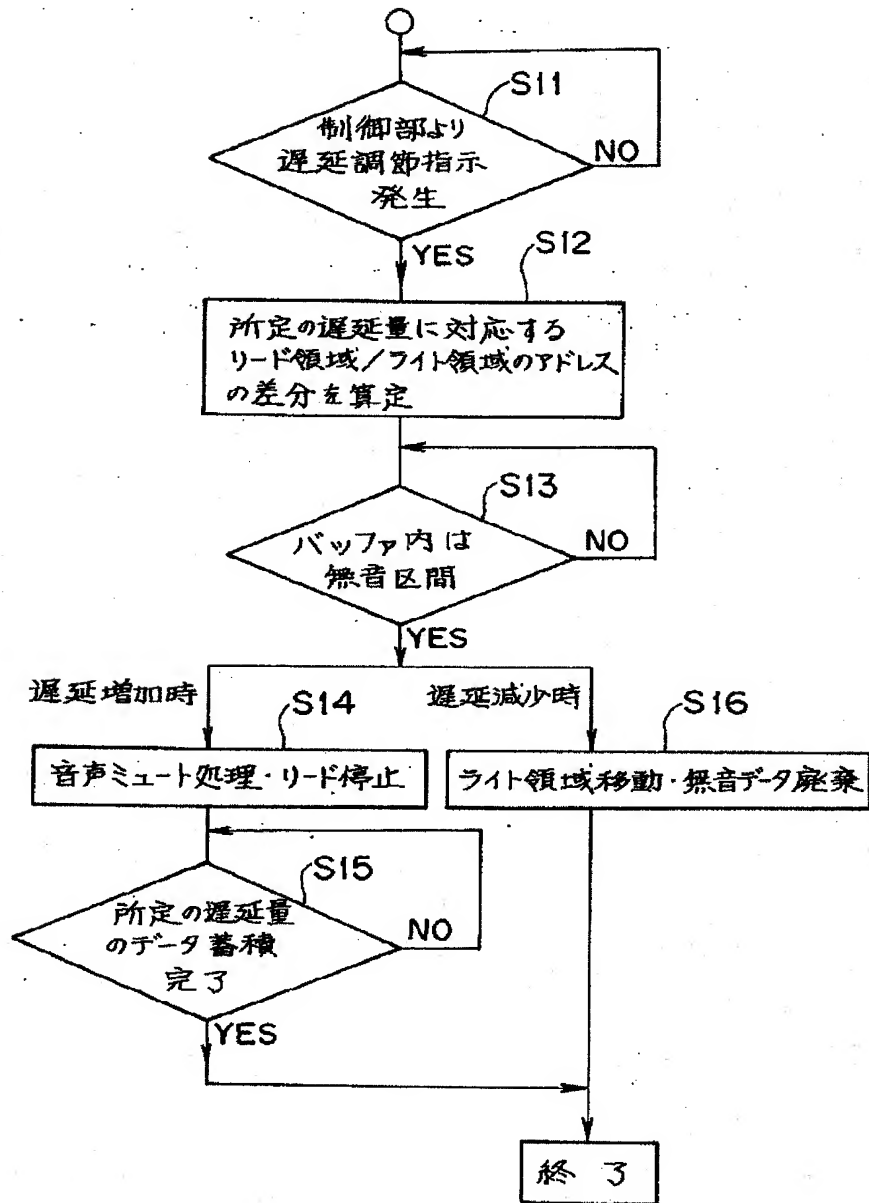 S11
制御部より
遅延調節指示
発生
NO
YES
S12
所定の遅延量に対応する
リード領域/ライト領域のアドレス
の差分を算定
S13
バッファ内は
無音区間
NO
YES
遅延増加時
遅延減少時
S14
S16
音声ミュート処理・リード停止
ライト領域移動・無音データ廃棄
S15
所定の遅延量
のデータ蓄積
完了
NO
YES
終了